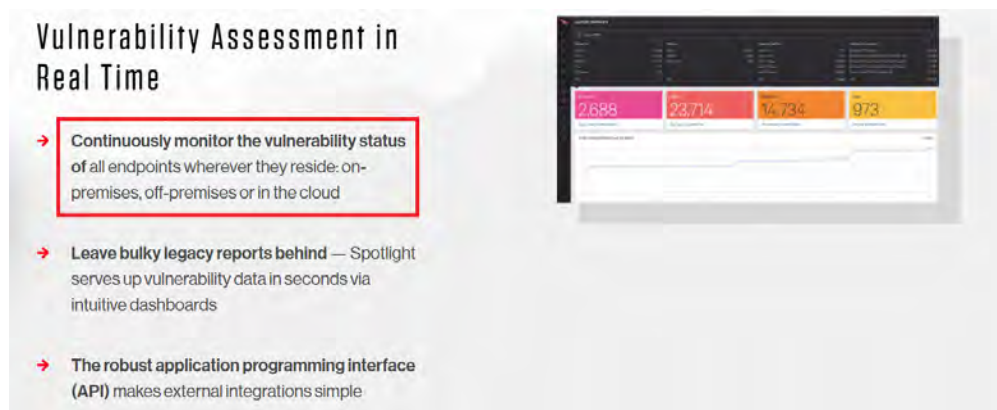 Vulnerability Assessment in
Real Time
→ Continuously monitor the vulnerability status
of all endpoints wherever they reside: on-
premises, off-premises or in the cloud
→ Leave bulky legacy reports behind — Spotlight
serves up vulnerability data in seconds via
intuitive dashboards
→ The robust application programming interface
(API) makes external integrations simple
2,688 23,714 14,734 973